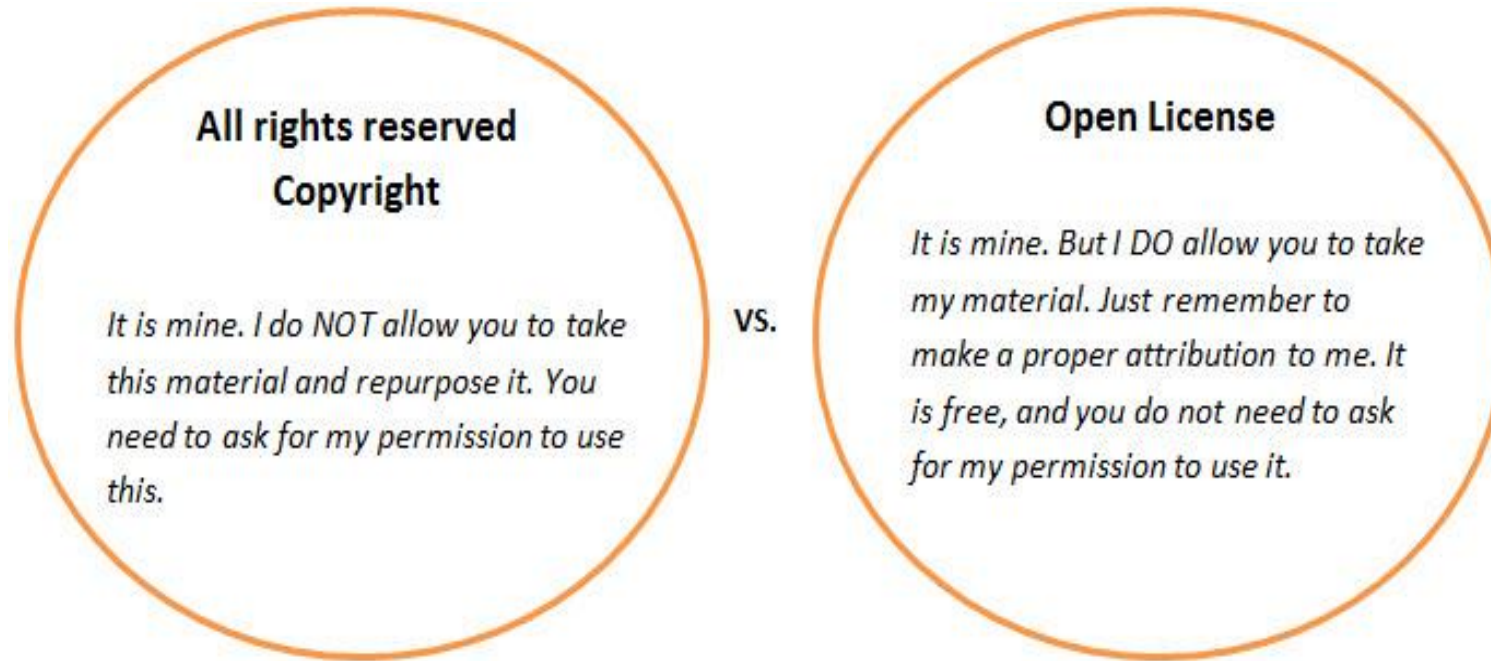 All rights reserved
Copyright
It is mine. I do NOT allow you to take
this material and repurpose it. You
need to ask for my permission to use
this.
vs.
Open License
It is mine. But I DO allow you to take
my material. Just remember to
make a proper attribution to me. It
is free, and you do not need to ask
for my permission to use it.